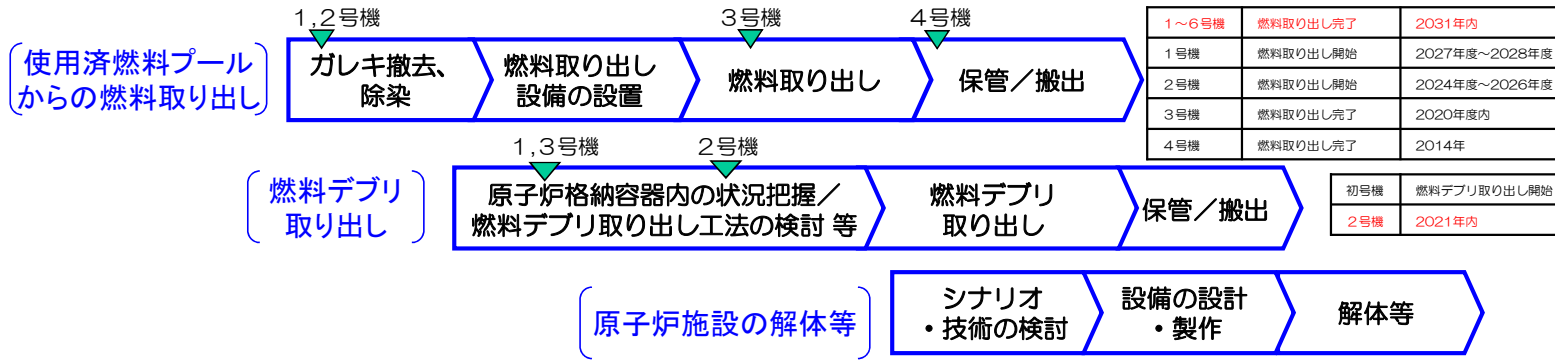 1,2号機
3号機
4号機
使用済燃料プール
からの燃料取り出し
ガレキ撤去、
除染
燃料取り出し
設備の設置
燃料取り出し
保管／搬出
1～6号機 燃料取り出し完了 2031年内
1号機 燃料取り出し開始 2027年度～2028年度
2号機 燃料取り出し開始 2024年度～2026年度
3号機 燃料取り出し完了 2020年度内
4号機 燃料取り出し完了 2014年
1,3号機
2号機
燃料デブリ
取り出し
原子炉格納容器内の状況把握／
燃料デブリ取り出し工法の検討 等
燃料デブリ
取り出し
保管／搬出
初号機 燃料デブリ取り出し開始
2号機 2021年内
原子炉施設の解体等
シナリオ
・技術の検討
設備の設計
・製作
解体等